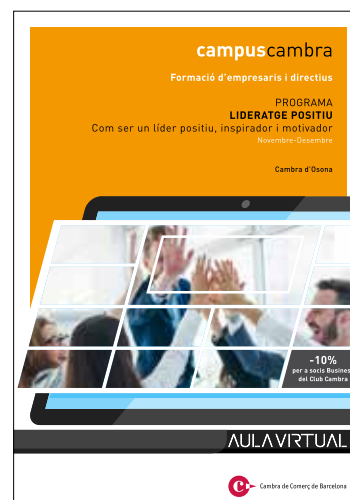 campuscambra
Formació d'empresaris i directius
PROGRAMA
LIDERATGE POSITIU
Com ser un líder positiu, inspirador i motivador
Novembre-Desembre
Cambra d'Osona
-10%
per a socis Busines
del Club Cambra
AULA VIRTUAL
Cambra de Comerç de Barcelona